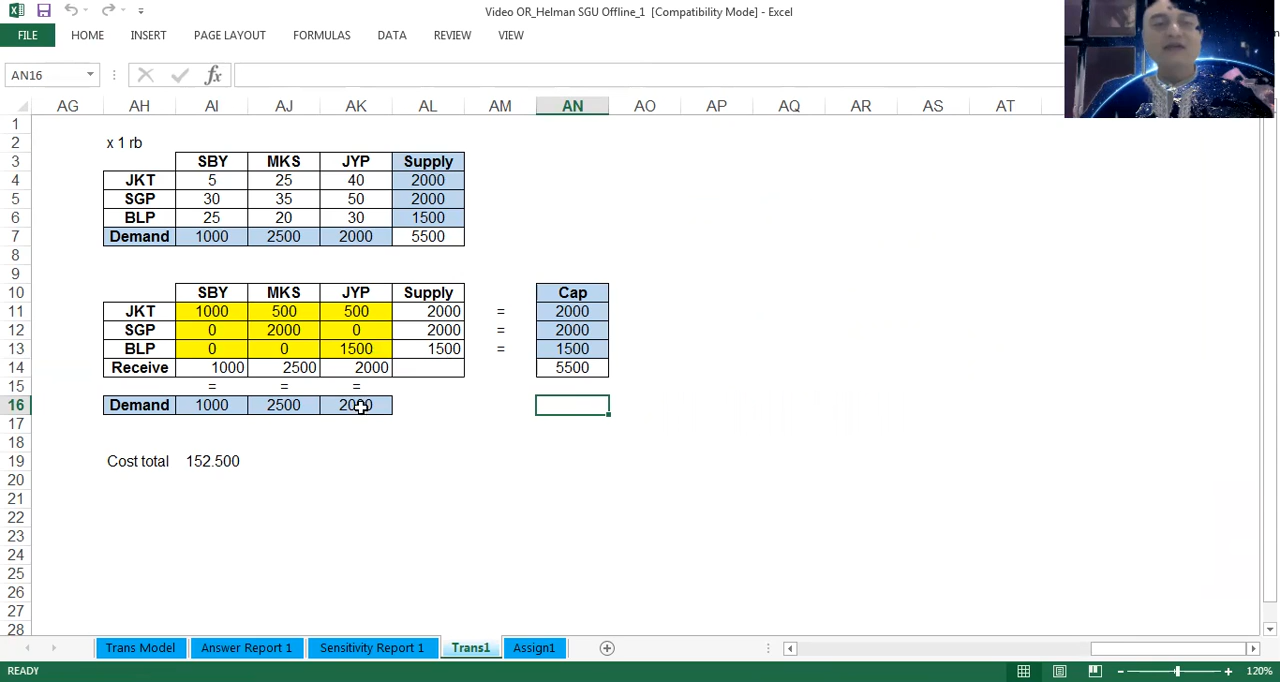 Video OR_Helman SGU Offline_1 [Compatibility Mode] - Excel
FILE HOME INSERT PAGE LAYOUT FORMULAS DATA REVIEW VIEW
AN16 fx
AG AH AI AJ AK AL AM AN AO AP AQ AR AS AT
1
2 x 1 rb
3 SBY MKS JYP Supply
4 JKT 5 25 40 2000
5 SGP 30 35 50 2000
6 BLP 25 20 30 1500
7 Demand 1000 2500 2000 5500
8
9
10 SBY MKS JYP Supply Cap
11 JKT 1000 500 500 2000 = 2000
12 SGP 0 2000 0 2000 = 2000
13 BLP 0 0 1500 1500 = 1500
14 Receive 1000 2500 2000 5500
15 = = =
16 Demand 1000 2500 2000
17
18
19 Cost total 152.500
20
21
22
23
24
25
26
27
28
Trans Model Answer Report 1 Sensitivity Report 1 Trans1 Assign1
READY 120%